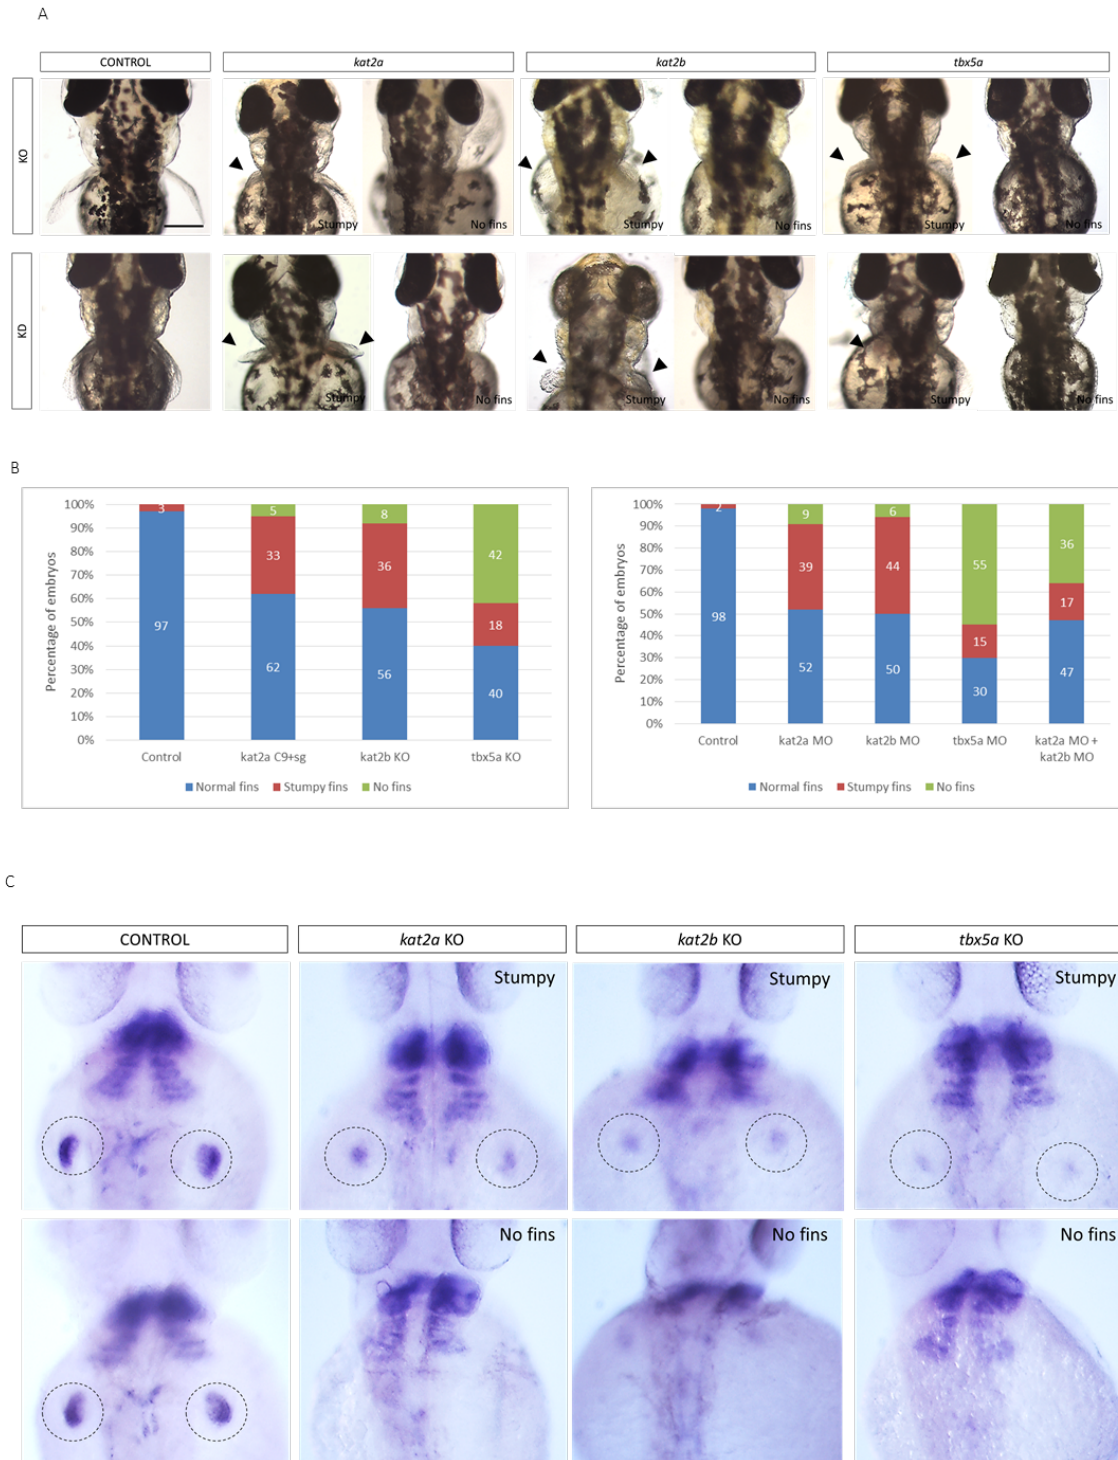 A
CONTROL kat2a kat2b tbx5a
KO
Stumpy No fins Stumpy No fins Stumpy No fins
KD
Stumpy No fins Stumpy No fins Stumpy No fins
B
Percentage of embryos
100%
90%
80%
70%
60%
50%
40%
30%
20%
10%
0%
3 5 8 42
33 36 18
97 62 56 40
Control kat2a C9+sg kat2b KO tbx5a KO
Normal fins Stumpy fins No fins
Percentage of embryos
100%
90%
80%
70%
60%
50%
40%
30%
20%
10%
0%
2 9 6 55 36
39 44 15 17
98 52 50 30 47
Control kat2a MO kat2b MO tbx5a MO kat2a MO +
kat2b MO
Normal fins Stumpy fins No fins
C
CONTROL kat2a KO kat2b KO tbx5a KO
Stumpy Stumpy Stumpy
No fins No fins No fins